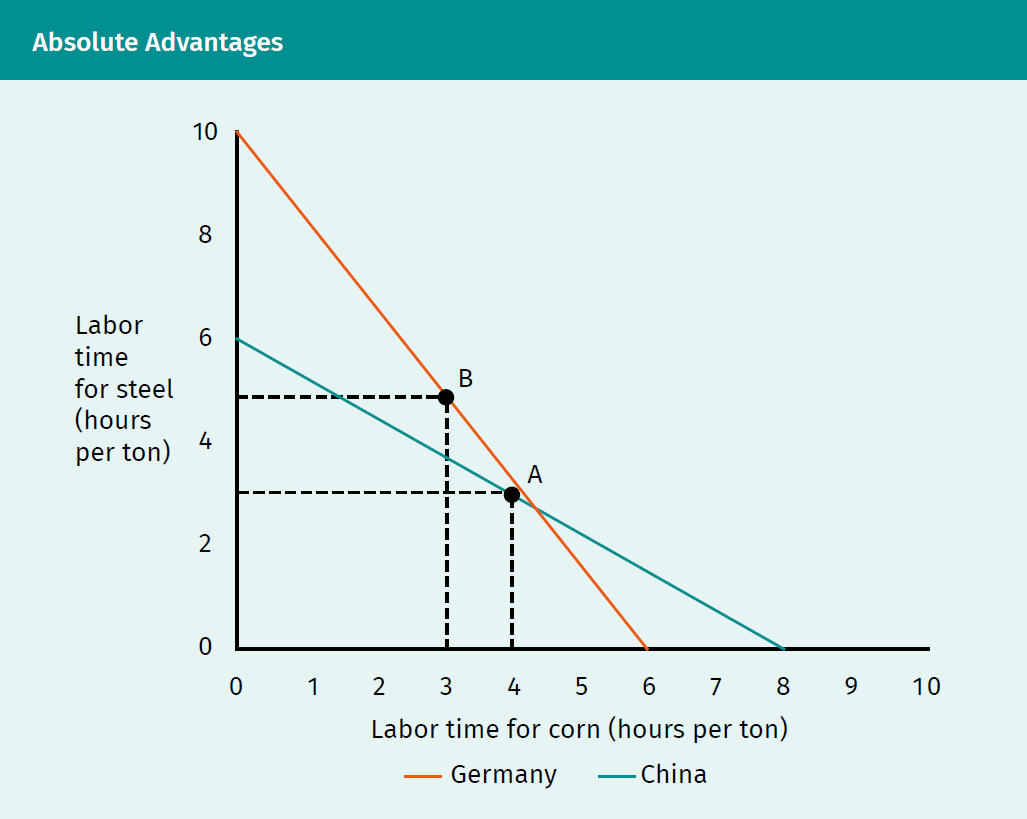 Absolute Advantages
10
8
6
4
2
0
Labor
time
for steel
(hours
per ton)
B
A
0 1 2 3 4 5 6 7 8 9 10
Labor time for corn (hours per ton)
Germany China